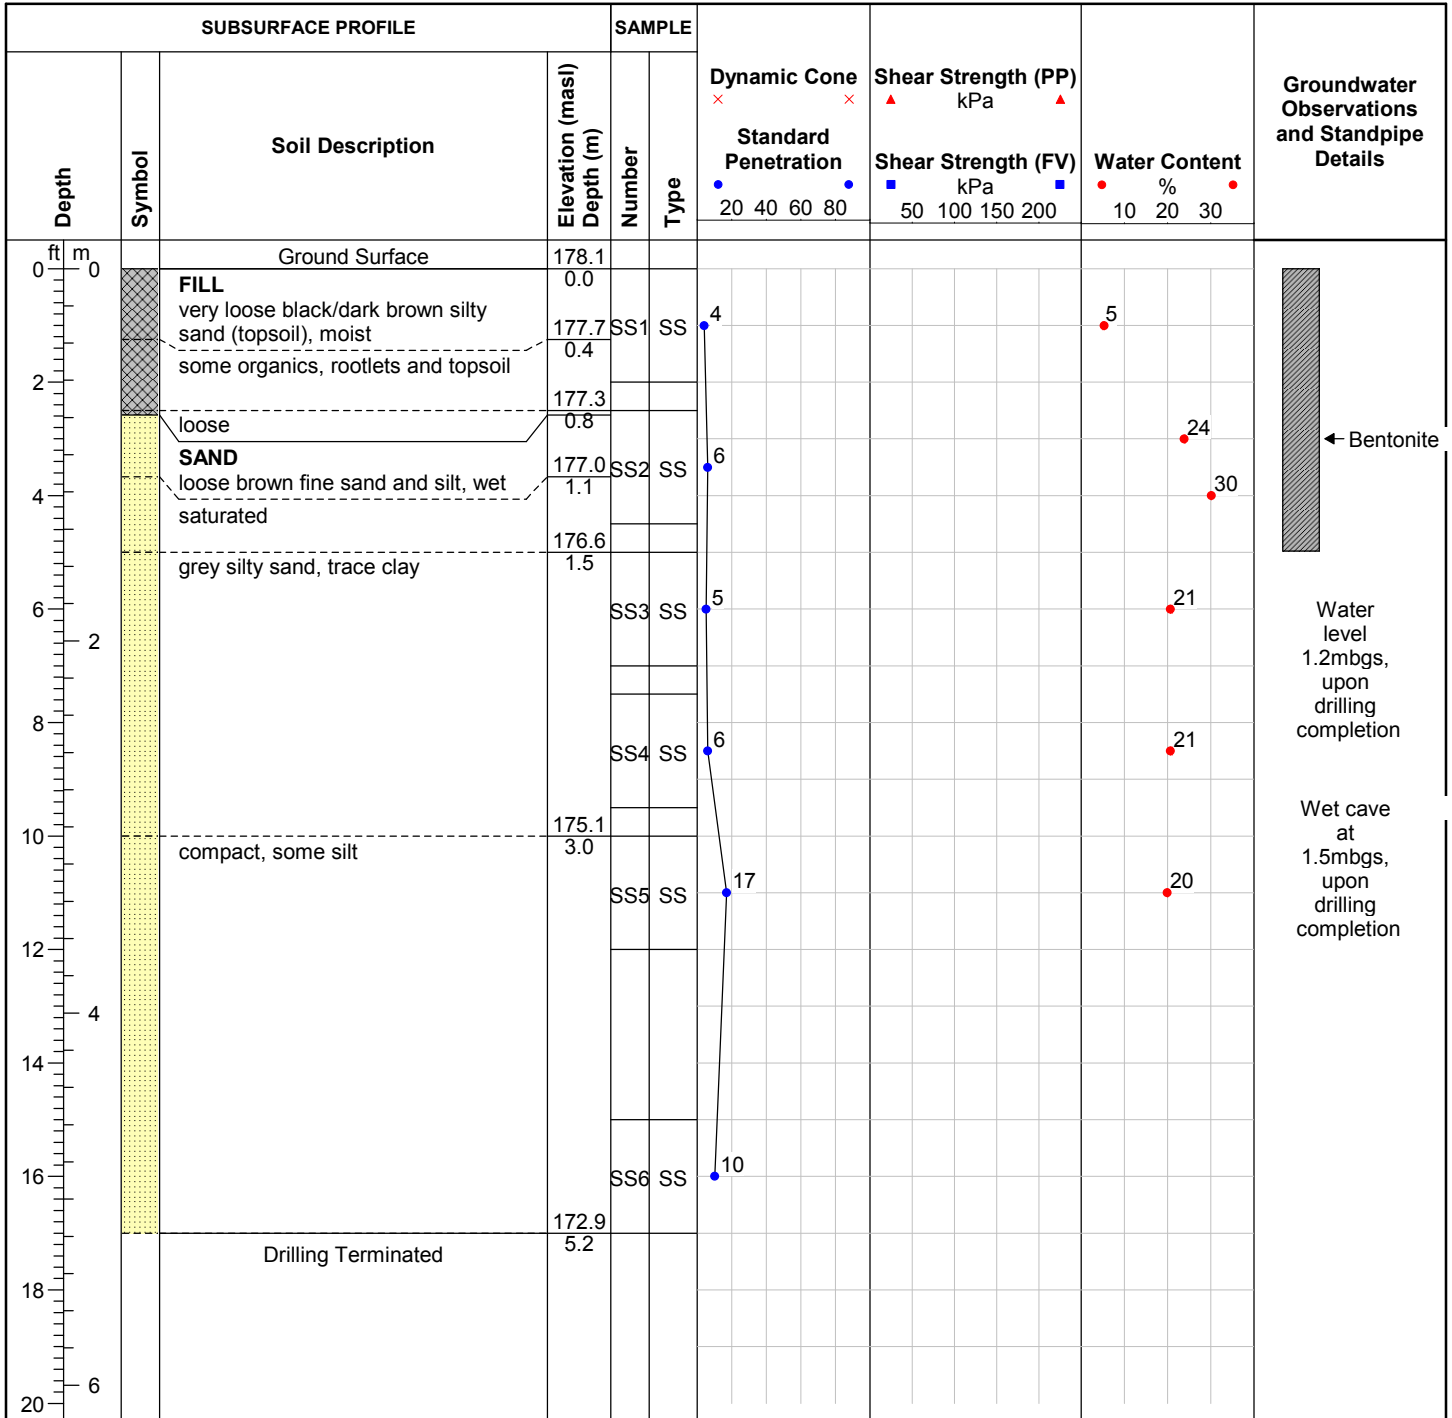 SUBSURFACE PROFILE
SAMPLE
Depth
Symbol
Soil Description
Elevation (masl)
Depth (m)
Number
Type
Dynamic Cone
Standard
Penetration
20 40 60 80
Shear Strength (PP)
kPa
Shear Strength (FV)
kPa
50 100 150 200
Water Content
%
10 20 30
Groundwater
Observations
and Standpipe
Details
ft m
Ground Surface
178.1
0 0
0.0
FILL
very loose black/dark brown silty
sand (topsoil), moist
177.7
SS1 SS
4
5
0.4
some organics, rootlets and topsoil
2
177.3
0.8
loose
24
Bentonite
SAND
177.0
SS2 SS
6
loose brown fine sand and silt, wet
1.1
30
4
saturated
176.6
1.5
grey silty sand, trace clay
6
SS3 SS
5
21
2
Water
level
1.2mbgs,
upon
drilling
completion
8
SS4 SS
6
21
Wet cave
at
1.5mbgs,
upon
drilling
completion
10
175.1
3.0
compact, some silt
SS5 SS
17
20
12
4
14
16
SS6 SS
10
172.9
5.2
Drilling Terminated
18
6
20